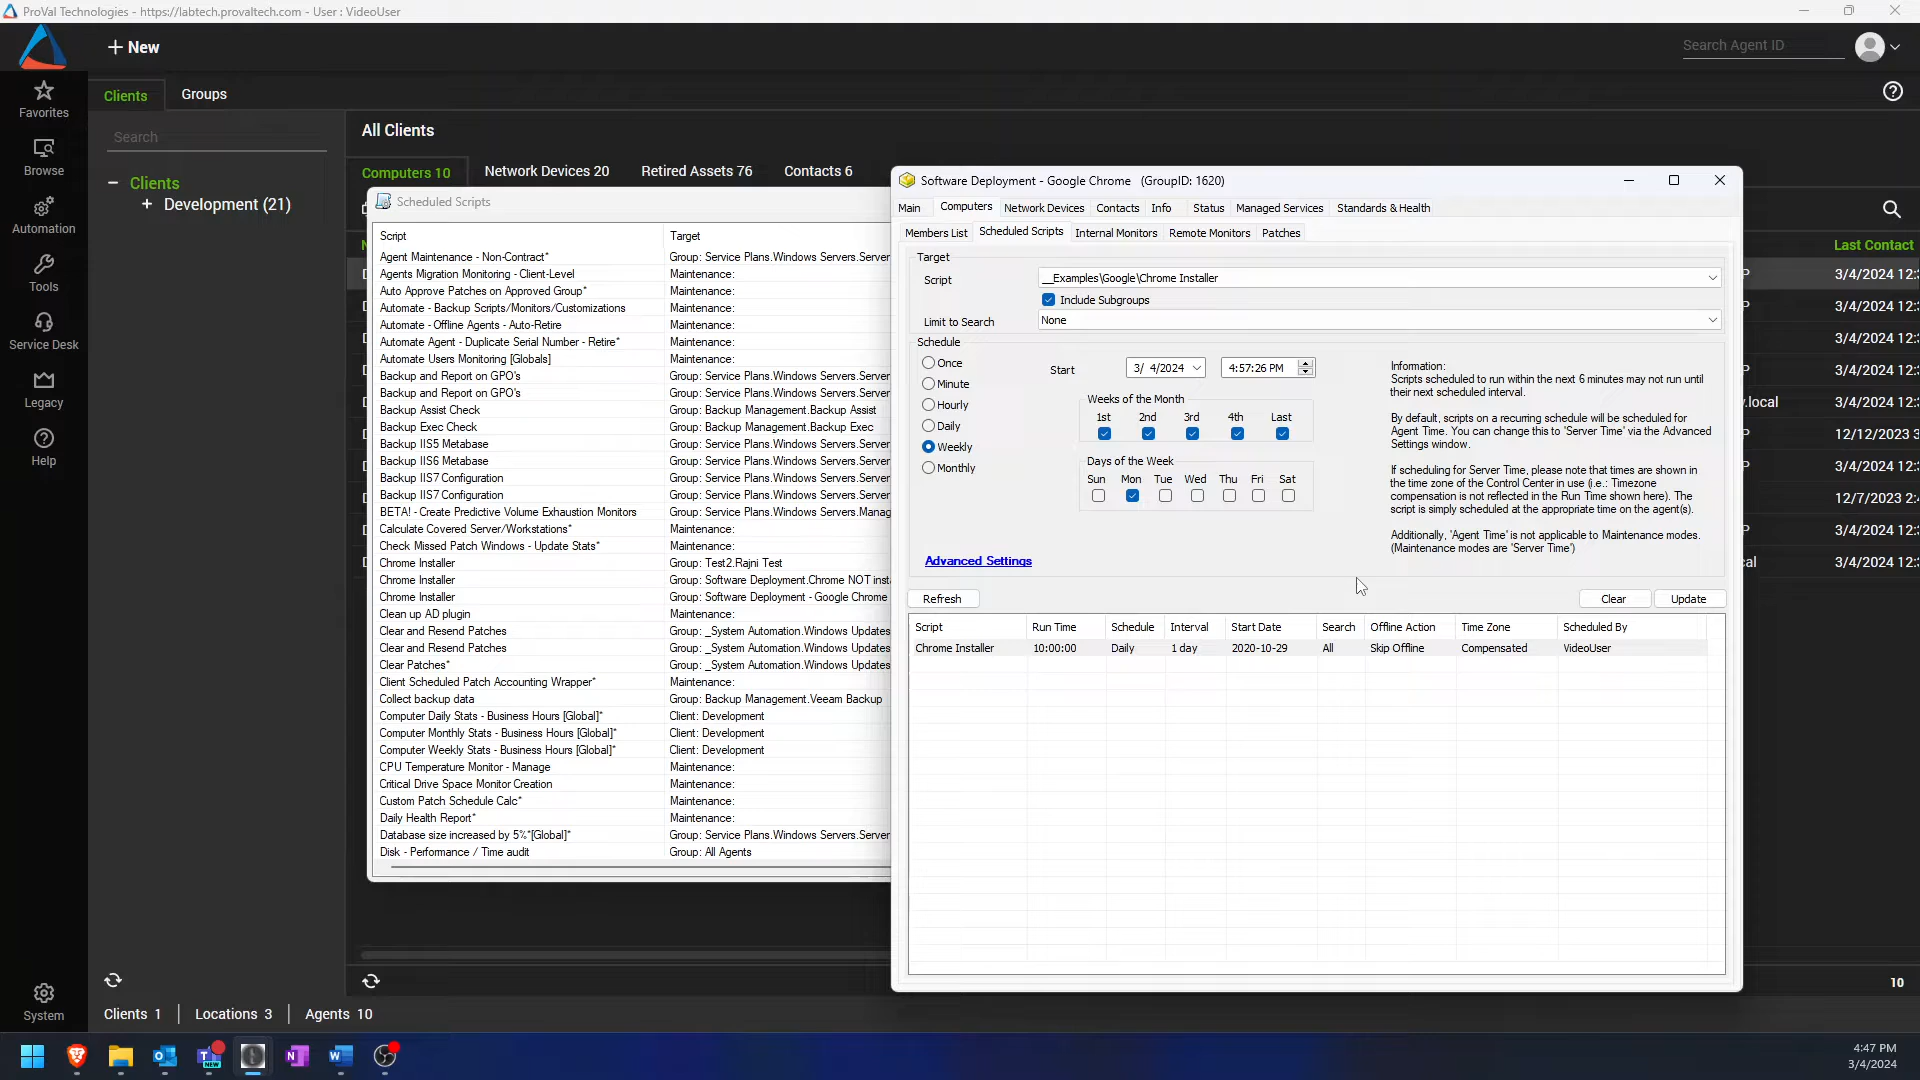 ProVal Technologies - https://labtech.provaltech.com - User : VideoUser
+ New
Search Agent ID
Favorites
Browse
Automation
Tools
Service Desk
Legacy
Help
System
Clients
Groups
Search
Clients
Development (21)
All Clients
Computers 10
Network Devices 20
Retired Assets 76
Contacts 6
Last Contact
3/4/2024 12:
3/4/2024 12:
3/4/2024 12:
3/4/2024 12:
.local 3/4/2024 12:
12/12/2023 3
3/4/2024 12:
12/7/2023 2:
3/4/2024 12:
cal 3/4/2024 12:
10
Scheduled Scripts
Script Target
Agent Maintenance - Non-Contract* Group: Service Plans.Windows Servers.Server
Agents Migration Monitoring - Client-Level Maintenance:
Auto Approve Patches on Approved Group* Maintenance:
Automate - Backup Scripts/Monitors/Customizations Maintenance:
Automate - Offline Agents - Auto-Retire Maintenance:
Automate Agent - Duplicate Serial Number - Retire* Maintenance:
Automate Users Monitoring [Globals] Maintenance:
Backup and Report on GPO's Group: Service Plans.Windows Servers.Server
Backup and Report on GPO's Group: Service Plans.Windows Servers.Server
Backup Assist Check Group: Backup Management.Backup Assist
Backup Exec Check Group: Backup Management.Backup Exec
Backup IIS5 Metabase Group: Service Plans.Windows Servers.Server
Backup IIS6 Metabase Group: Service Plans.Windows Servers.Server
Backup IIS7 Configuration Group: Service Plans.Windows Servers.Server
Backup IIS7 Configuration Group: Service Plans.Windows Servers.Server
BETA! - Create Predictive Volume Exhaustion Monitors Group: Service Plans.Windows Servers.Manag
Calculate Covered Server/Workstations* Maintenance:
Check Missed Patch Windows - Update Stats* Maintenance:
Chrome Installer Group: Test2.Rajni Test
Chrome Installer Group: Software Deployment.Chrome NOT inst
Chrome Installer Group: Software Deployment - Google Chrome
Clean up AD plugin Maintenance:
Clear and Resend Patches Group: _System Automation.Windows Updates
Clear and Resend Patches Group: _System Automation.Windows Updates
Clear Patches* Group: _System Automation.Windows Updates
Client Scheduled Patch Accounting Wrapper* Maintenance:
Collect backup data Group: Backup Management.Veeam Backup
Computer Daily Stats - Business Hours [Global]* Client: Development
Computer Monthly Stats - Business Hours [Global]* Client: Development
Computer Weekly Stats - Business Hours [Global]* Client: Development
CPU Temperature Monitor - Manage Maintenance:
Critical Drive Space Monitor Creation Maintenance:
Custom Patch Schedule Calc* Maintenance:
Daily Health Report* Maintenance:
Database size increased by 5%*[Global]* Group: Service Plans.Windows Servers.Server
Disk - Performance / Time audit Group: All Agents
Software Deployment - Google Chrome (GroupID: 1620)
Main Computers Network Devices Contacts Info Status Managed Services Standards & Health
Members List Scheduled Scripts Internal Monitors Remote Monitors Patches
Target
Script __Examples\Google\Chrome Installer
Include Subgroups
Limit to Search None
Schedule
Once
Minute
Hourly
Daily
Weekly
Monthly
Start 3/ 4/2024 4:57:26 PM
Weeks of the Month
1st 2nd 3rd 4th Last
Days of the Week
Sun Mon Tue Wed Thu Fri Sat
Information:
Scripts scheduled to run within the next 6 minutes may not run until
their next scheduled interval.
By default, scripts on a recurring schedule will be scheduled for
Agent Time. You can change this to 'Server Time' via the Advanced
Settings window.
If scheduling for Server Time, please note that times are shown in
the time zone of the Control Center in use (i.e.: Timezone
compensation is not reflected in the Run Time shown here). The
script is simply scheduled at the appropriate time on the agent(s).
Additionally, 'Agent Time' is not applicable to Maintenance modes.
(Maintenance modes are 'Server Time')
Advanced Settings
Refresh Clear Update
Script Run Time Schedule Interval Start Date Search Offline Action Time Zone Scheduled By
Chrome Installer 10:00:00 Daily 1 day 2020-10-29 All Skip Offline Compensated VideoUser
Clients 1 | Locations 3 | Agents 10
4:47 PM
3/4/2024